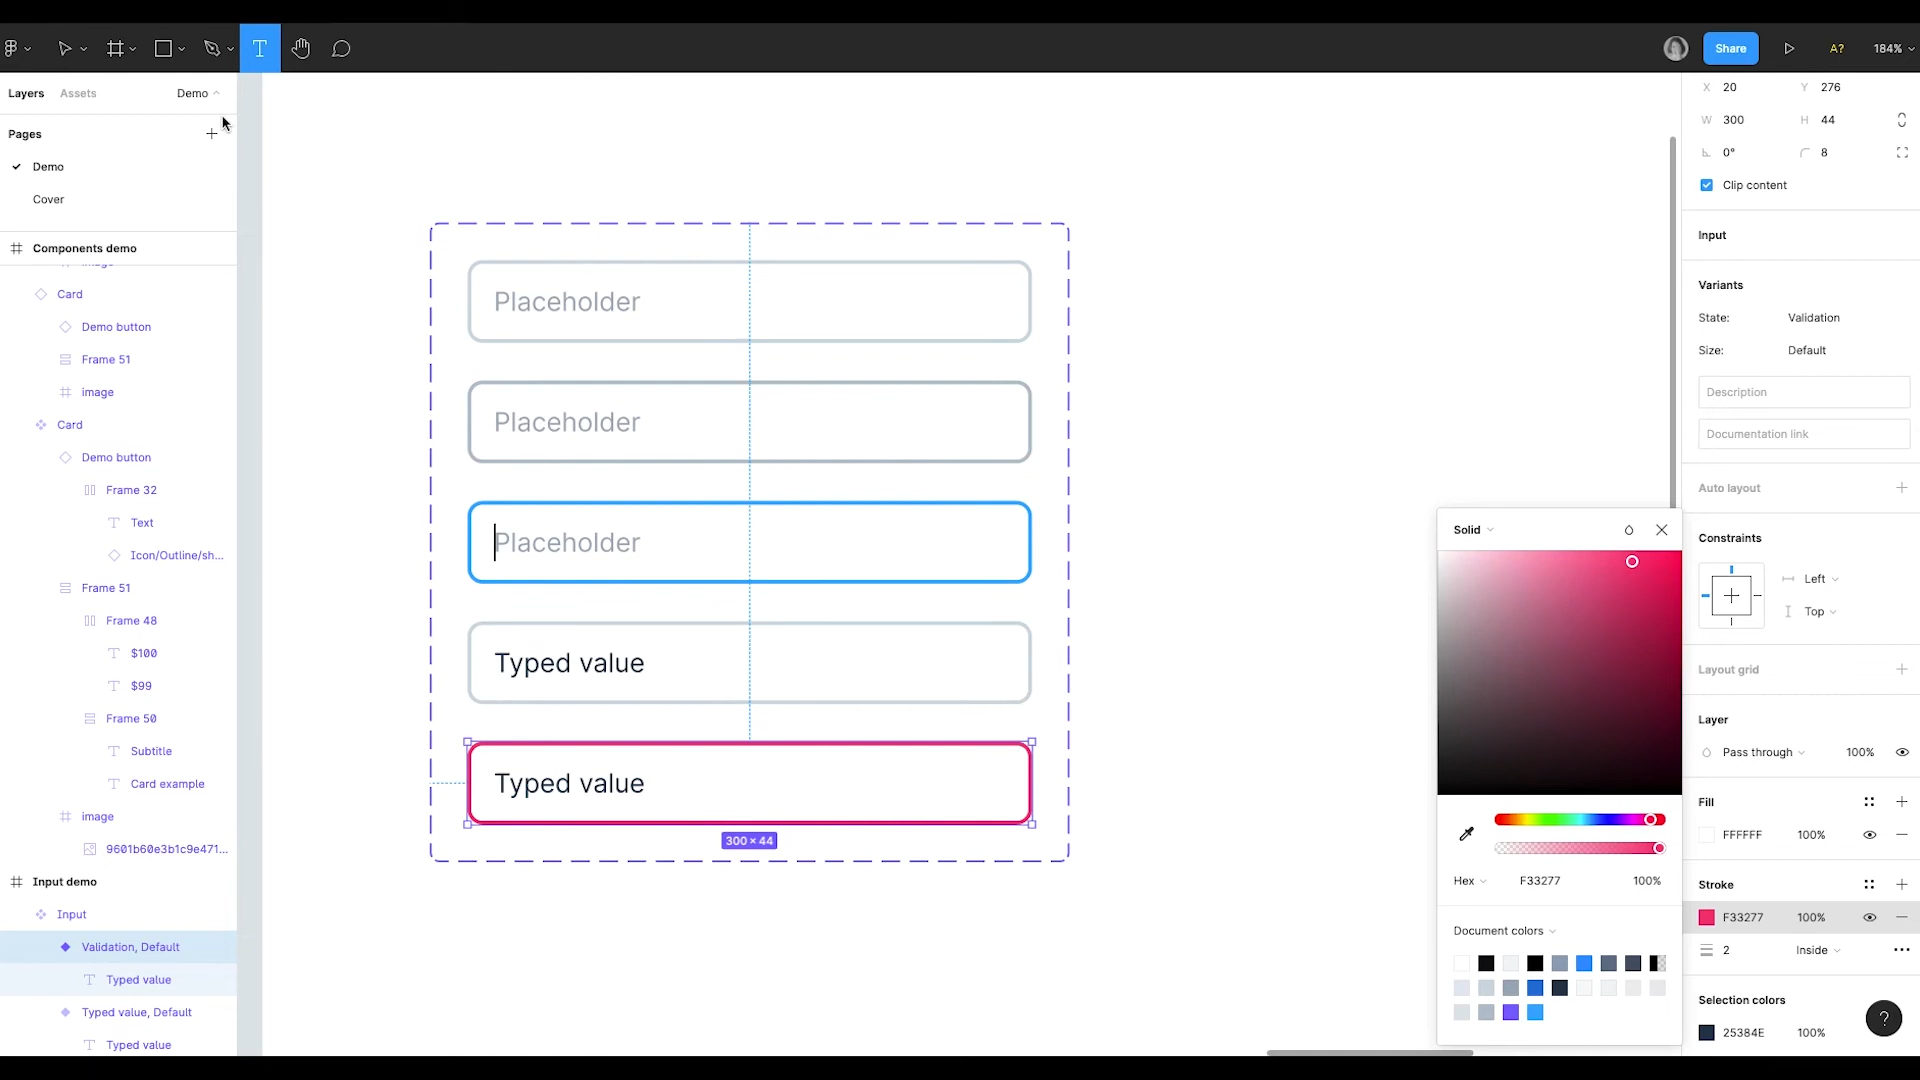 Share
A?
184%
Layers
Assets
Demo
Pages
Demo
Cover
Components demo
image
Card
Demo button
Frame 51
image
Card
Demo button
Frame 32
Text
Icon/Outline/sh...
Frame 51
Frame 48
$100
$99
Frame 50
Subtitle
Card example
image
9601b60e3b1c9e471...
Input demo
Input
Validation, Default
Typed value
Typed value, Default
Typed value
Placeholder
Placeholder
Placeholder
Typed value
Typed value
300 × 44
Solid
Hex F33277 100%
Document colors
X 20 Y 276
W 300 H 44
0° 8
Clip content
Input
Variants
State: Validation
Size: Default
Description
Documentation link
Auto layout
Constraints
Left
Top
Layout grid
Layer
Pass through 100%
Fill
FFFFFF 100%
Stroke
F33277 100%
2 Inside
Selection colors
25384E 100%
?